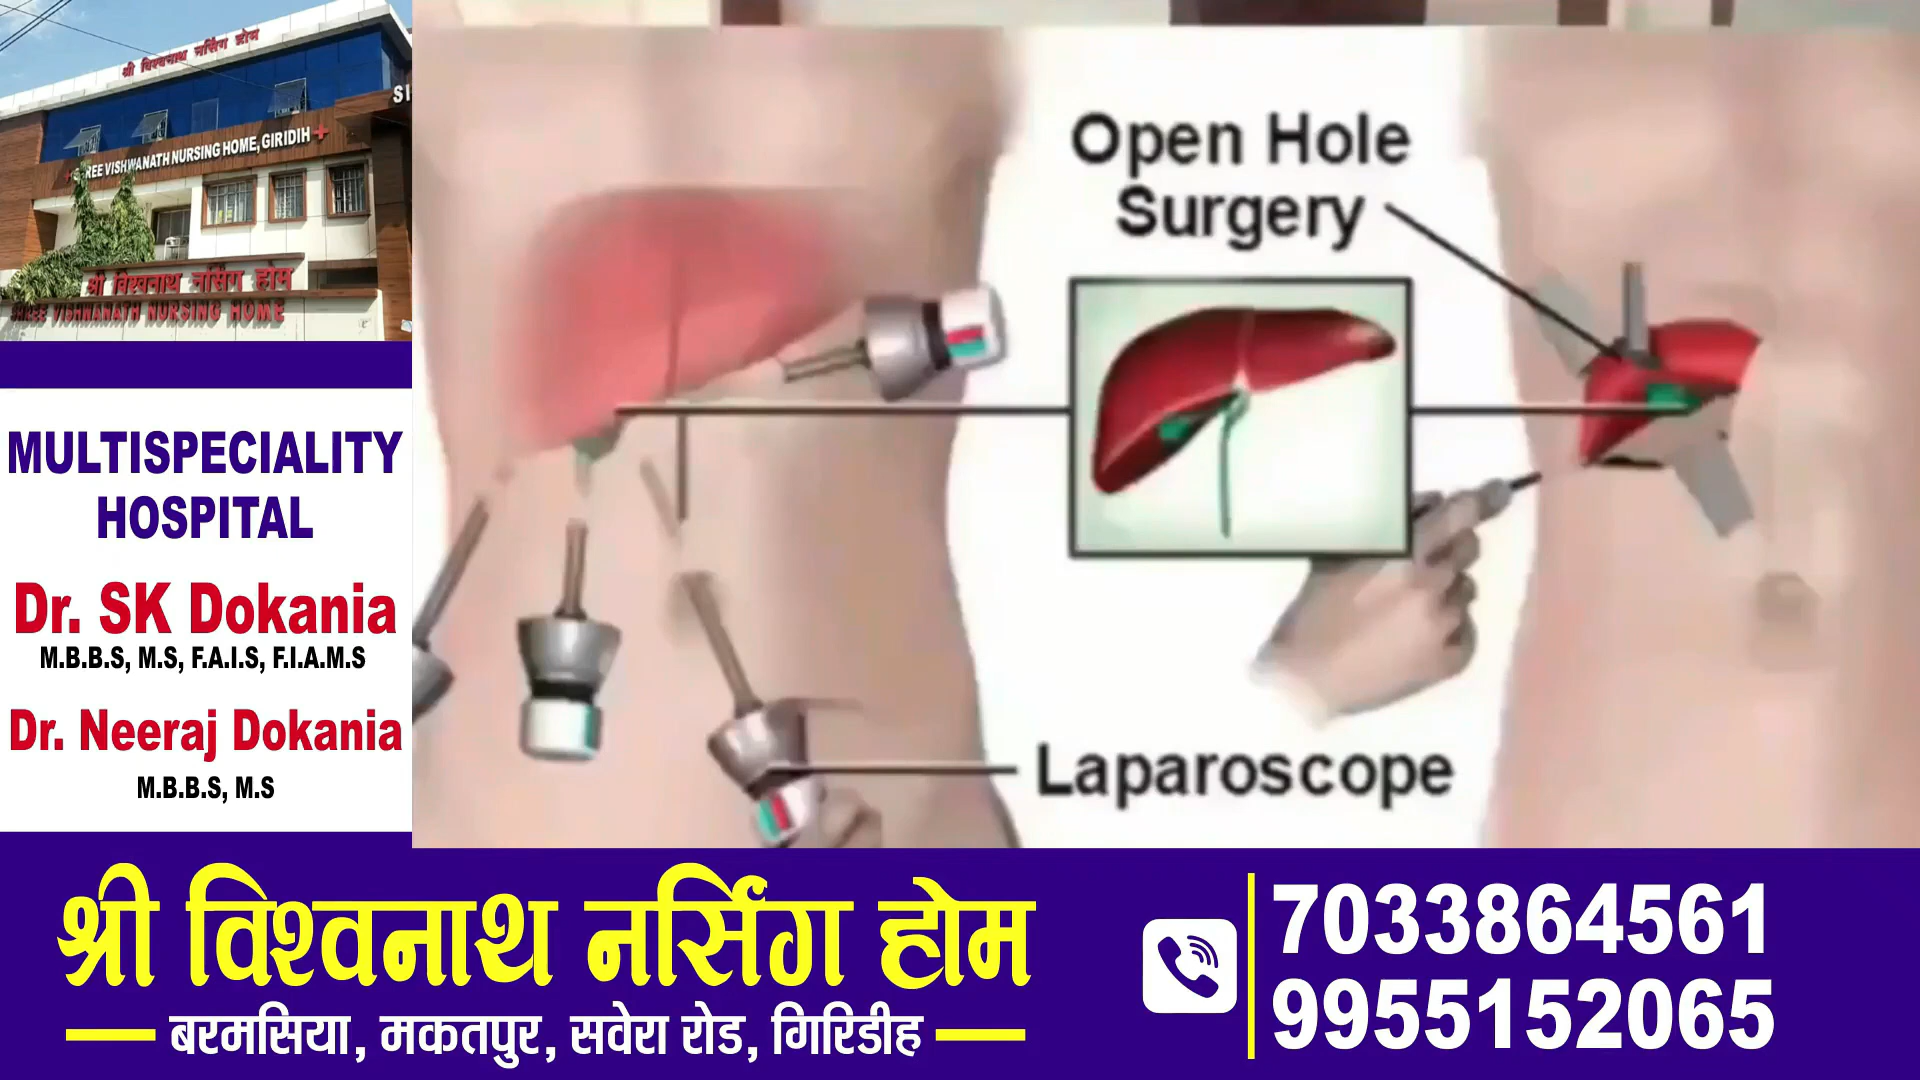 श्री विश्वनाथ नर्सिंग होम
SHREE VISHWANATH NURSING HOME, GIRIDIH
श्री विश्वनाथ नर्सिंग होम
SHREE VISHWANATH NURSING HOME
MULTISPECIALITY
HOSPITAL
Dr. SK Dokania
M.B.B.S, M.S, F.A.I.S, F.I.A.M.S
Dr. Neeraj Dokania
M.B.B.S, M.S
Open Hole
Surgery
Laparoscope
श्री विश्वनाथ नर्सिंग होम
बरमसिया, मकतपुर, सवेरा रोड, गिरिडीह
7033864561
9955152065